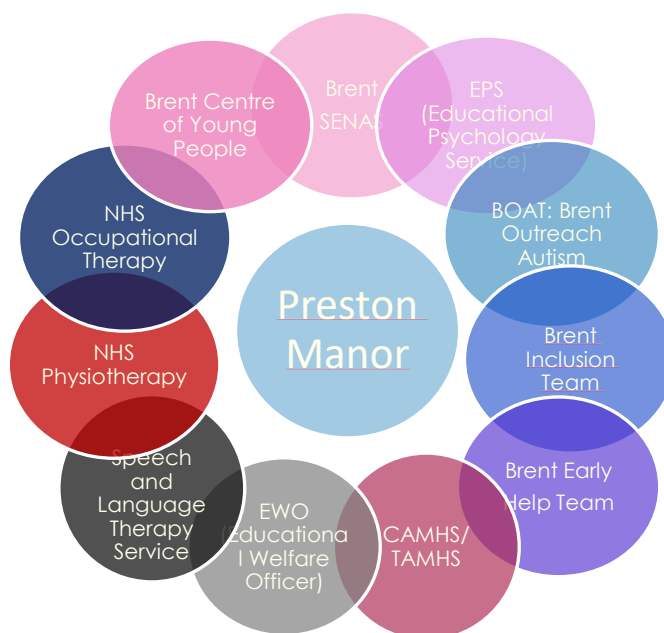 Brent
SENAS
EPS
(Educational
Psychology
Service)
BOAT: Brent
Outreach
Autism
Brent
Inclusion
Team
Brent Early
Help Team
CAMHS/
TAMHS
EWO
(Educationa
l Welfare
Officer)
Speech
and
Language
Therapy
Service
NHS
Physiotherapy
NHS
Occupational
Therapy
Brent Centre
of Young
People
Preston
Manor